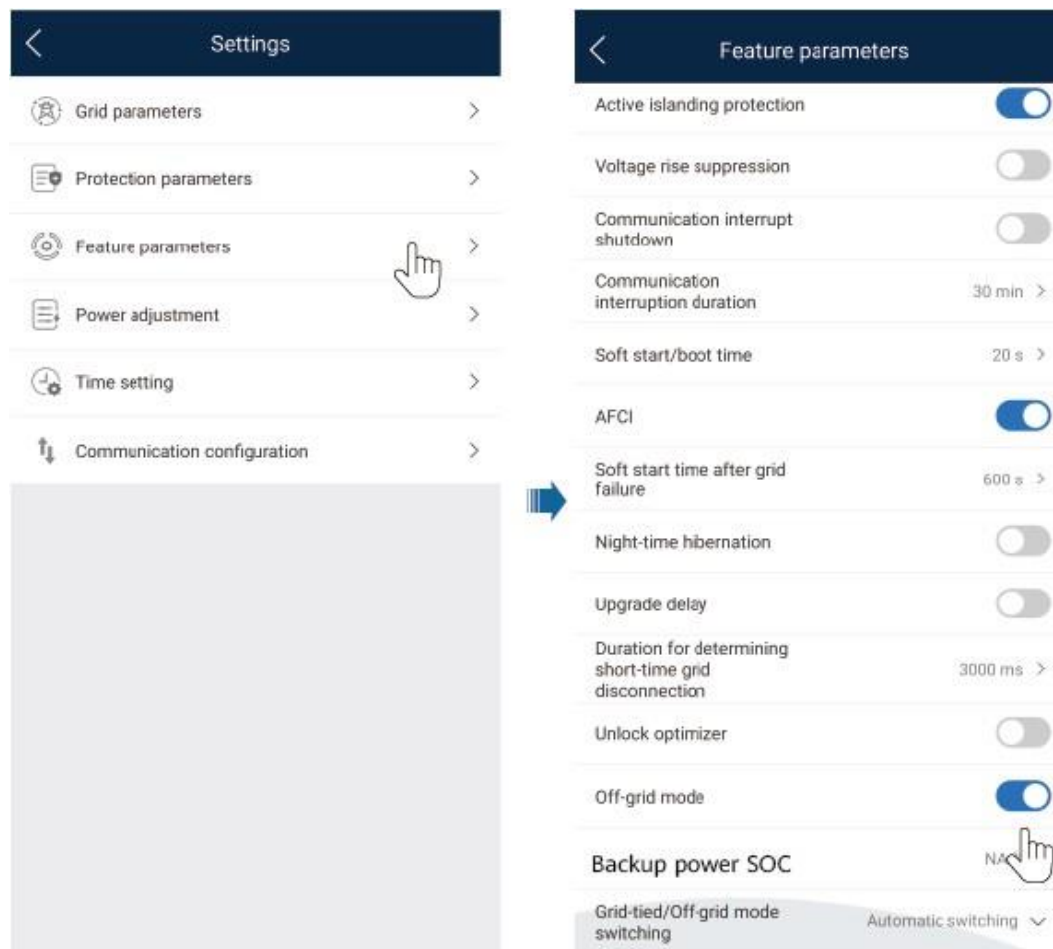 Settings
Grid parameters
Protection parameters
Feature parameters
Power adjustment
Time setting
Communication configuration
Feature parameters
Active islanding protection
Voltage rise suppression
Communication interrupt
shutdown
Communication
interruption duration
30 min
Soft start/boot time
20 s
AFCI
Soft start time after grid
failure
600 s
Night-time hibernation
Upgrade delay
Duration for determining
short-time grid
disconnection
3000 ms
Unlock optimizer
Off-grid mode
Backup power SOC
NA
Grid-tied/Off-grid mode
switching
Automatic switching